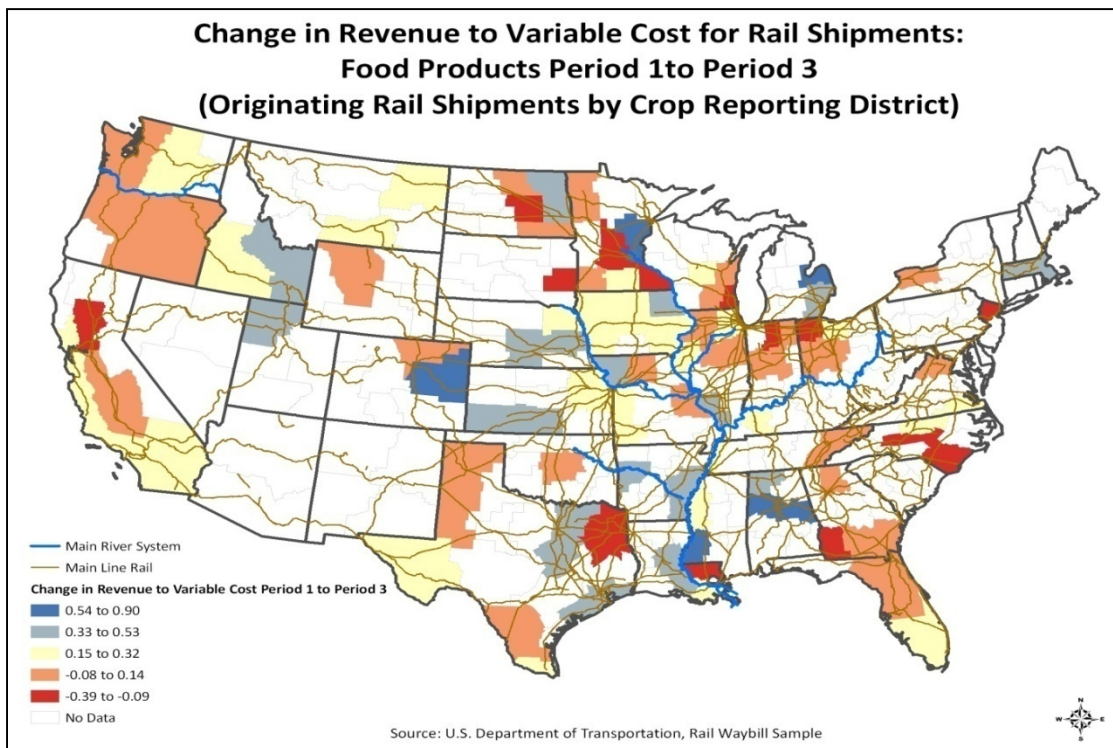 Change in Revenue to Variable Cost for Rail Shipments:
Food Products Period 1to Period 3
(Originating Rail Shipments by Crop Reporting District)
Main River System
Main Line Rail
Change in Revenue to Variable Cost Period 1 to Period 3
0.54 to 0.90
0.33 to 0.53
0.15 to 0.32
-0.08 to 0.14
-0.39 to -0.09
No Data
Source: U.S. Department of Transportation, Rail Waybill Sample
N
W E
S